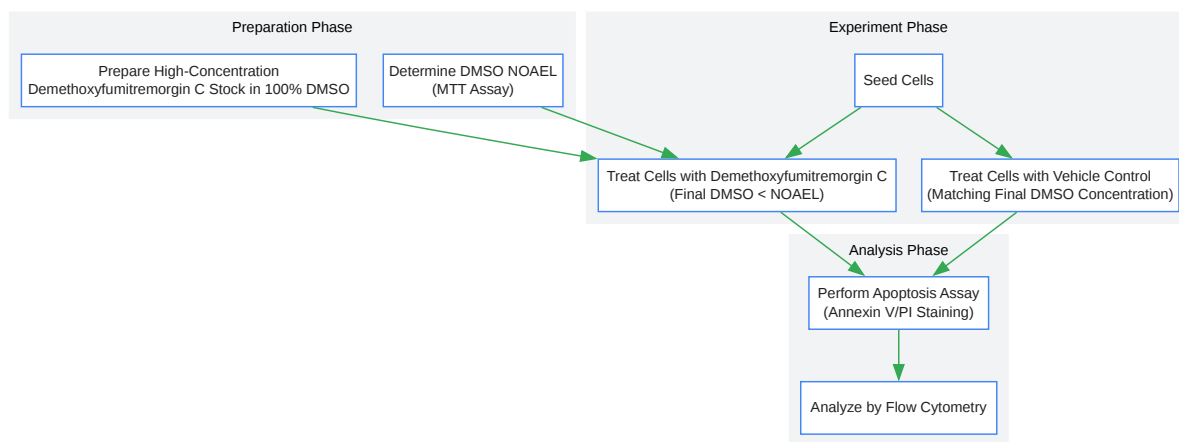 Preparation Phase
Prepare High-Concentration
Demethoxyfumitremorgin C Stock in 100% DMSO
Determine DMSO NOAEL
(MTT Assay)
Experiment Phase
Seed Cells
Treat Cells with Demethoxyfumitremorgin C
(Final DMSO < NOAEL)
Treat Cells with Vehicle Control
(Matching Final DMSO Concentration)
Analysis Phase
Perform Apoptosis Assay
(Annexin V/PI Staining)
Analyze by Flow Cytometry